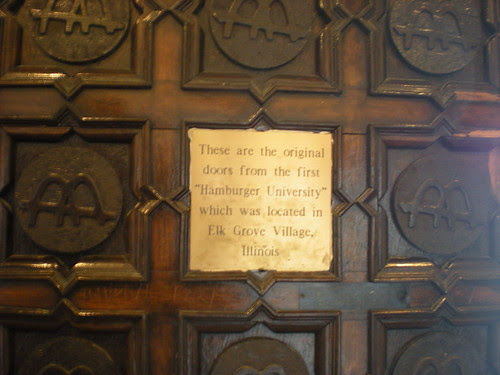 These are the original
doors from the first
"Hamburger University"
which was located in
Elk Grove Village,
Illinois